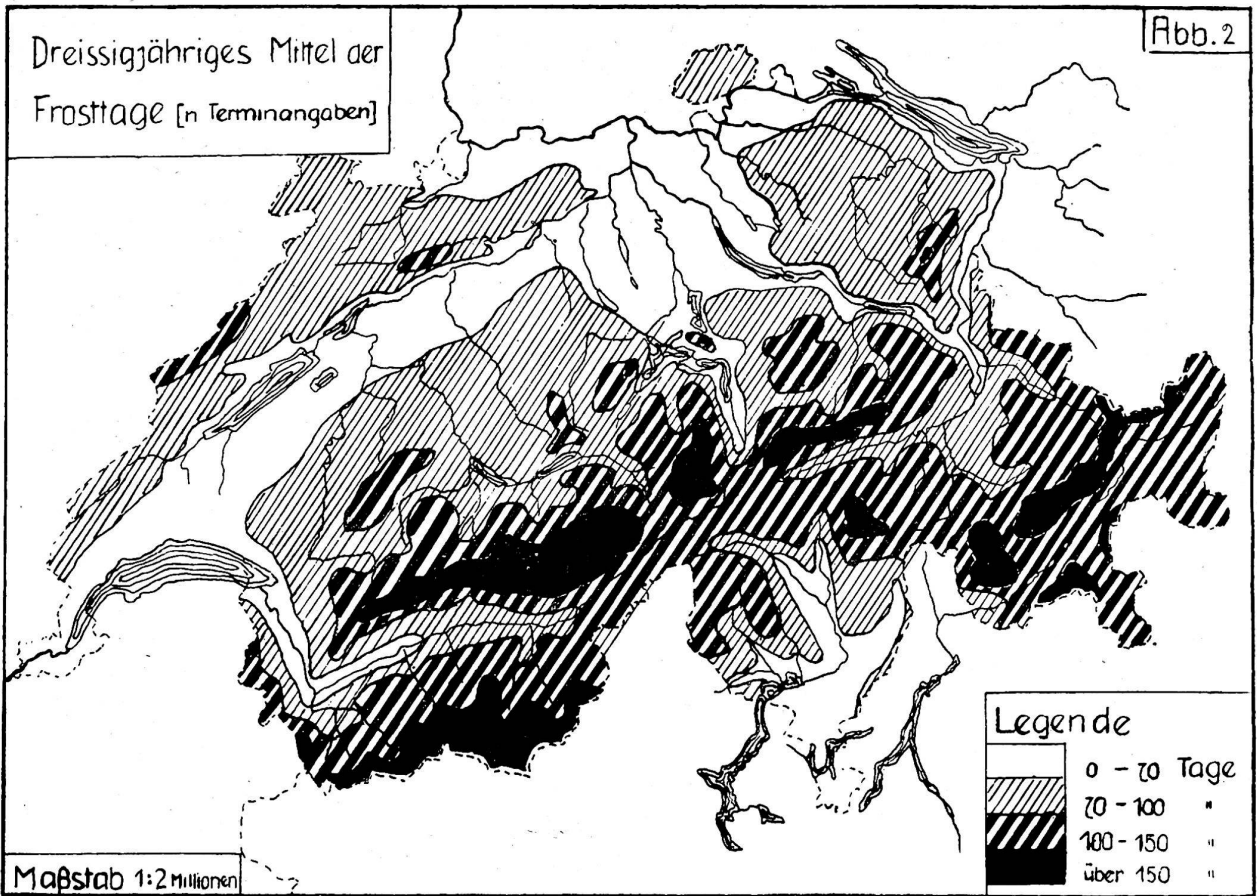 Dreissigjähriges Mittel der
Frosttage [n Terminangaben]
Abb. 2
Legende
0 - 70 Tage
70 - 100 "
100 - 150 "
über 150 "
Maßstab 1:2 Millionen